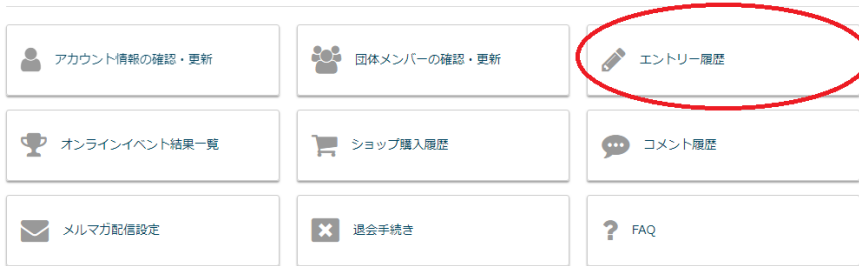 アカウント情報の確認・更新
団体メンバーの確認・更新
エントリー履歴
オンラインイベント結果一覧
ショップ購入履歴
コメント履歴
メルマガ配信設定
退会手続き
FAQ